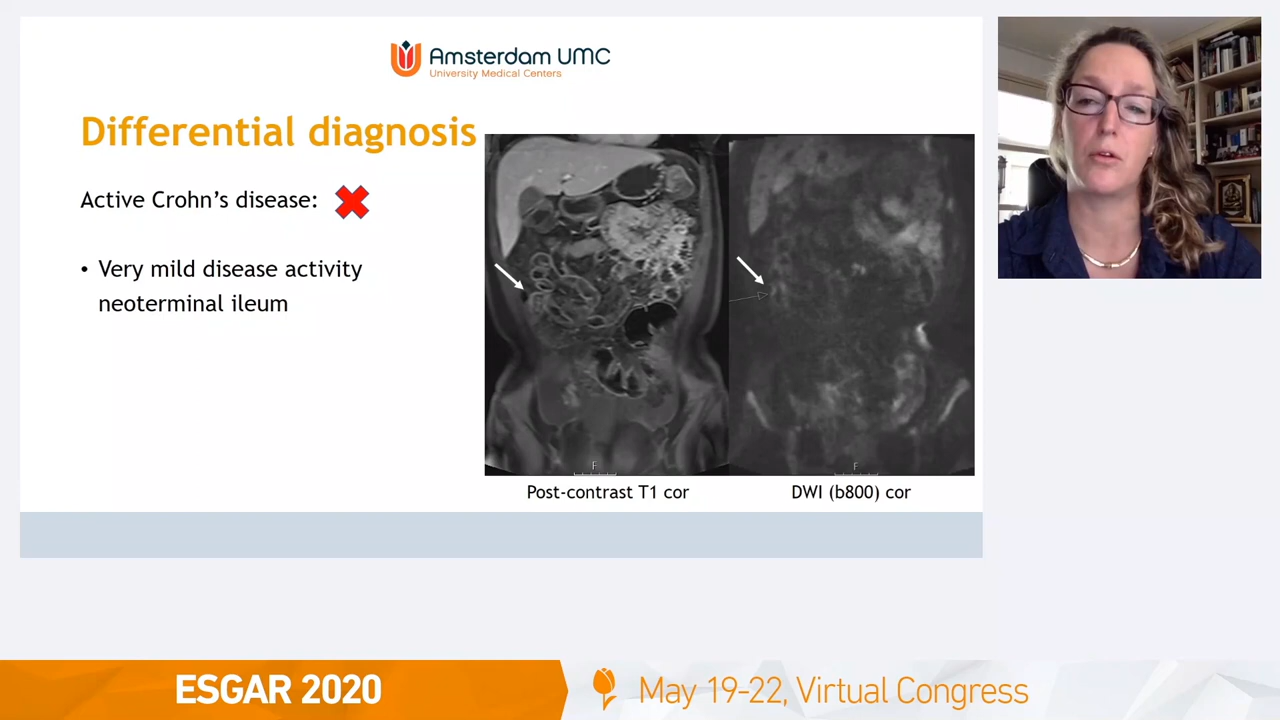 Amsterdam UMC
University Medical Centers
Differential diagnosis
Active Crohn's disease:
• Very mild disease activity
neoterminal ileum
F
F
Post-contrast T1 cor
DWI (b800) cor
ESGAR 2020
May 19-22, Virtual Congress